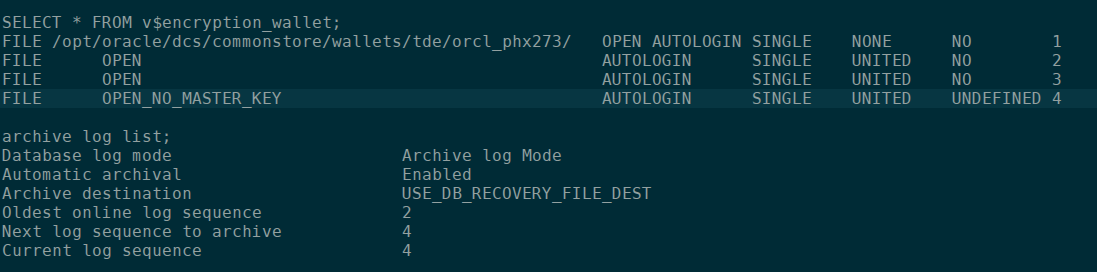 SELECT * FROM v$encryption_wallet;
FILE /opt/oracle/dcs/commonstore/wallets/tde/orcl_phx273/ OPEN AUTOLOGIN SINGLE NONE NO 1
FILE OPEN AUTOLOGIN SINGLE UNITED NO 2
FILE OPEN AUTOLOGIN SINGLE UNITED NO 3
FILE OPEN_NO_MASTER_KEY AUTOLOGIN SINGLE UNITED UNDEFINED 4
archive log list;
Database log mode Archive log Mode
Automatic archival Enabled
Archive destination USE_DB_RECOVERY_FILE_DEST
Oldest online log sequence 2
Next log sequence to archive 4
Current log sequence 4